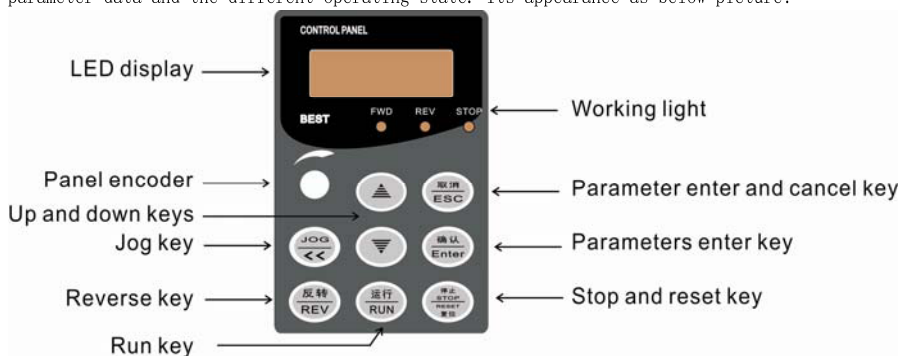 parameter data and the different operating state. Its appearance as below picture:
CONTROL PANEL
LED display
FWD REV STOP
Working light
BEST
Panel encoder
取消
ESC
Parameter enter and cancel key
Up and down keys
JOG
<<
Jog key
确认
Enter
Parameters enter key
反转
REV
Reverse key
运行
RUN
停止
STOP
RESET
复位
Stop and reset key
Run key